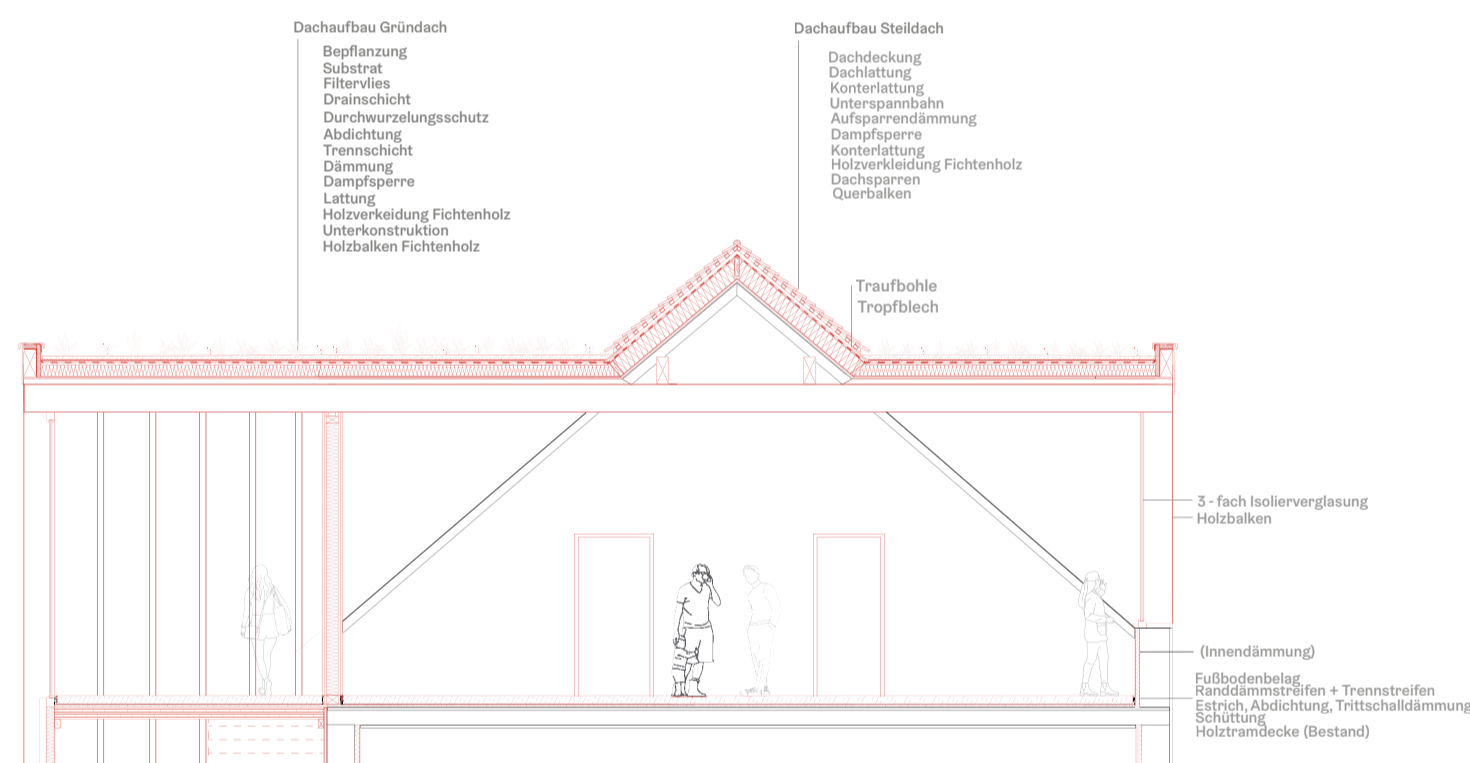 Dachaufbau Gründach
Bepflanzung
Substrat
Filtervlies
Drainschicht
Durchwurzelungsschutz
Abdichtung
Trennschicht
Dämmung
Dampfsperre
Lattung
Holzverkeidung Fichtenholz
Unterkonstruktion
Holzbalken Fichtenholz
Dachaufbau Steildach
Dachdeckung
Dachlattung
Konterlattung
Unterspannbahn
Aufsparrendämmung
Dampfsperre
Konterlattung
Holzverkleidung Fichtenholz
Dachsparren
Querbalken
Traufbohle
Tropfblech
3 - fach Isolierverglasung
Holzbalken
(Innendämmung)
Fußbodenbelag
Randdämmstreifen + Trennstreifen
Estrich, Abdichtung, Trittschalldämmung
Schüttung
Holztramdecke (Bestand)